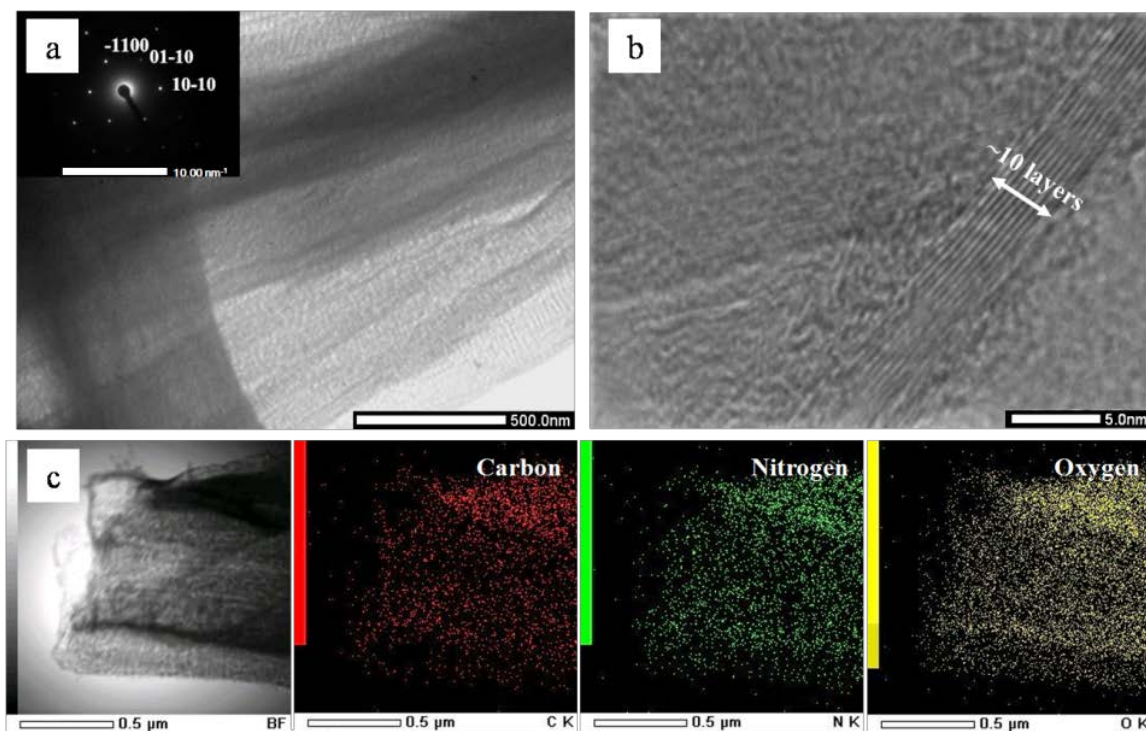 a
-1100
01-10
10-10
10.00 nm-1
500.0nm
b
~10 layers
5.0nm
c
0.5 µm
BF
Carbon
0.5 µm
C K
Nitrogen
0.5 µm
N K
Oxygen
0.5 µm
O K